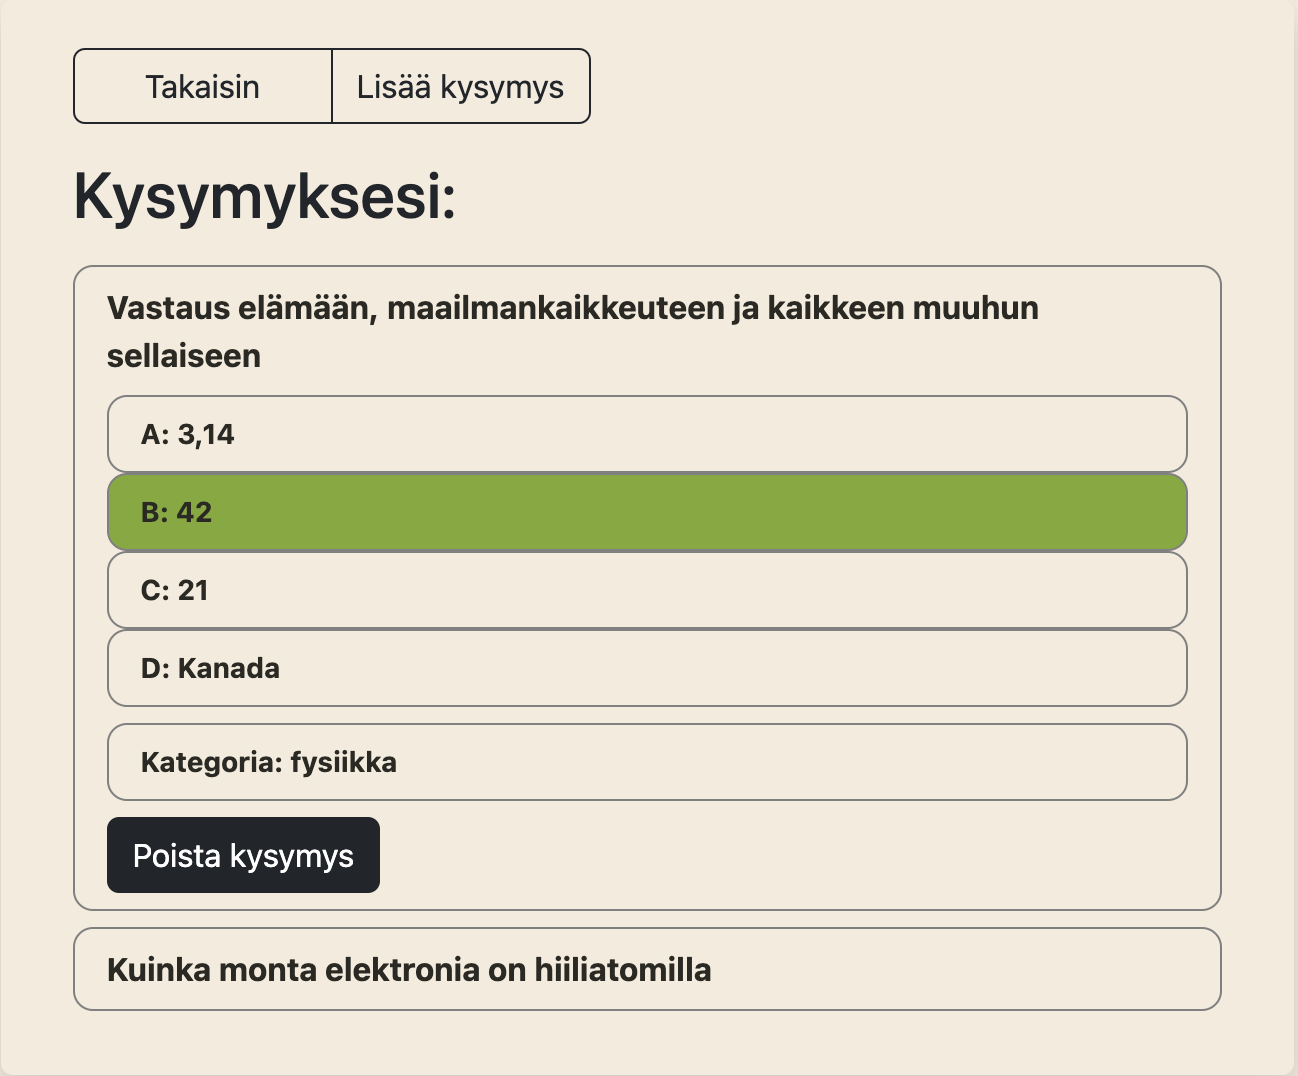 Takaisin
Lisää kysymys
Kysymyksesi:
Vastaus elämään, maailmankaikkeuteen ja kaikkeen muuhun
sellaiseen
A: 3,14
B: 42
C: 21
D: Kanada
Kategoria: fysiikka
Poista kysymys
Kuinka monta elektronia on hiiliatomilla